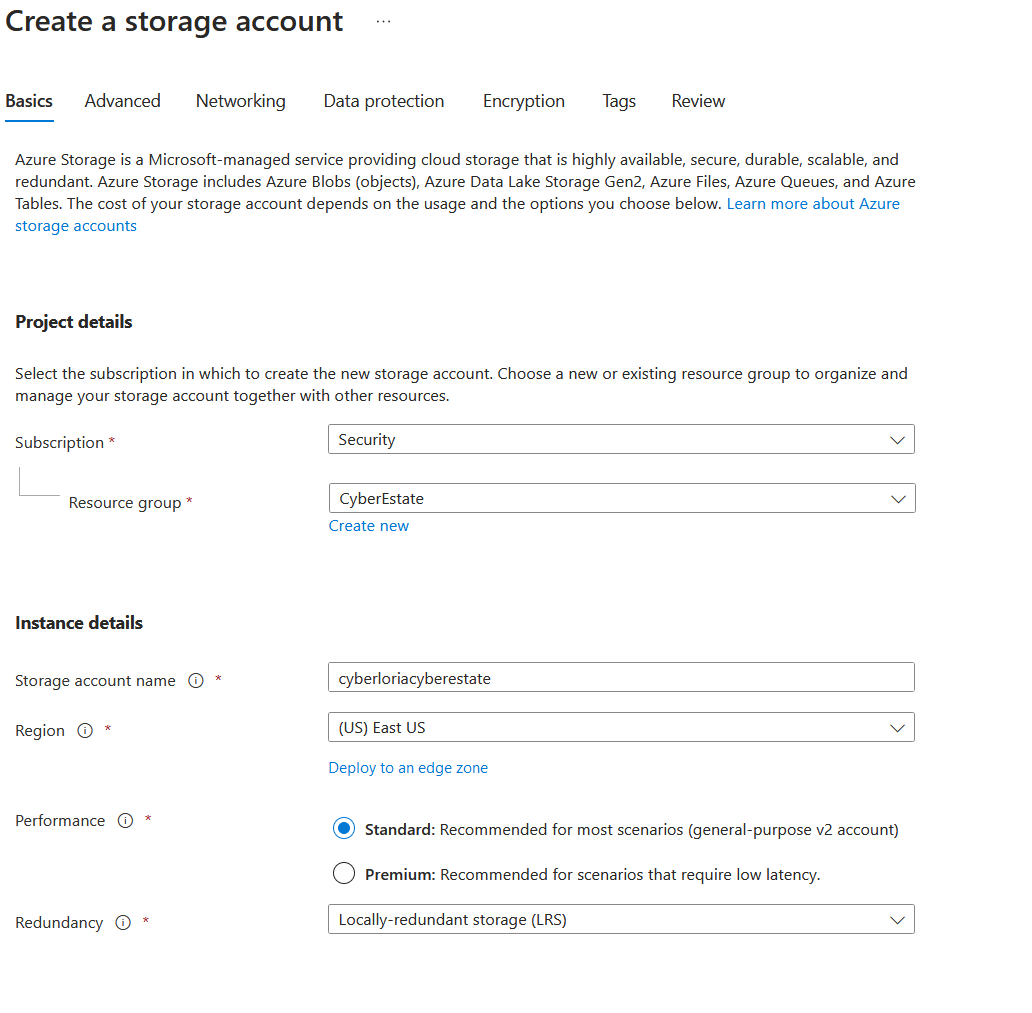 Create a storage account ...
Basics Advanced Networking Data protection Encryption Tags Review
Azure Storage is a Microsoft-managed service providing cloud storage that is highly available, secure, durable, scalable, and
redundant. Azure Storage includes Azure Blobs (objects), Azure Data Lake Storage Gen2, Azure Files, Azure Queues, and Azure
Tables. The cost of your storage account depends on the usage and the options you choose below. Learn more about Azure
storage accounts
Project details
Select the subscription in which to create the new storage account. Choose a new or existing resource group to organize and
manage your storage account together with other resources.
Subscription * Security
Resource group * CyberEstate
Create new
Instance details
Storage account name * cyberloriacyberestate
Region * (US) East US
Deploy to an edge zone
Performance * Standard: Recommended for most scenarios (general-purpose v2 account)
Premium: Recommended for scenarios that require low latency.
Redundancy * Locally-redundant storage (LRS)